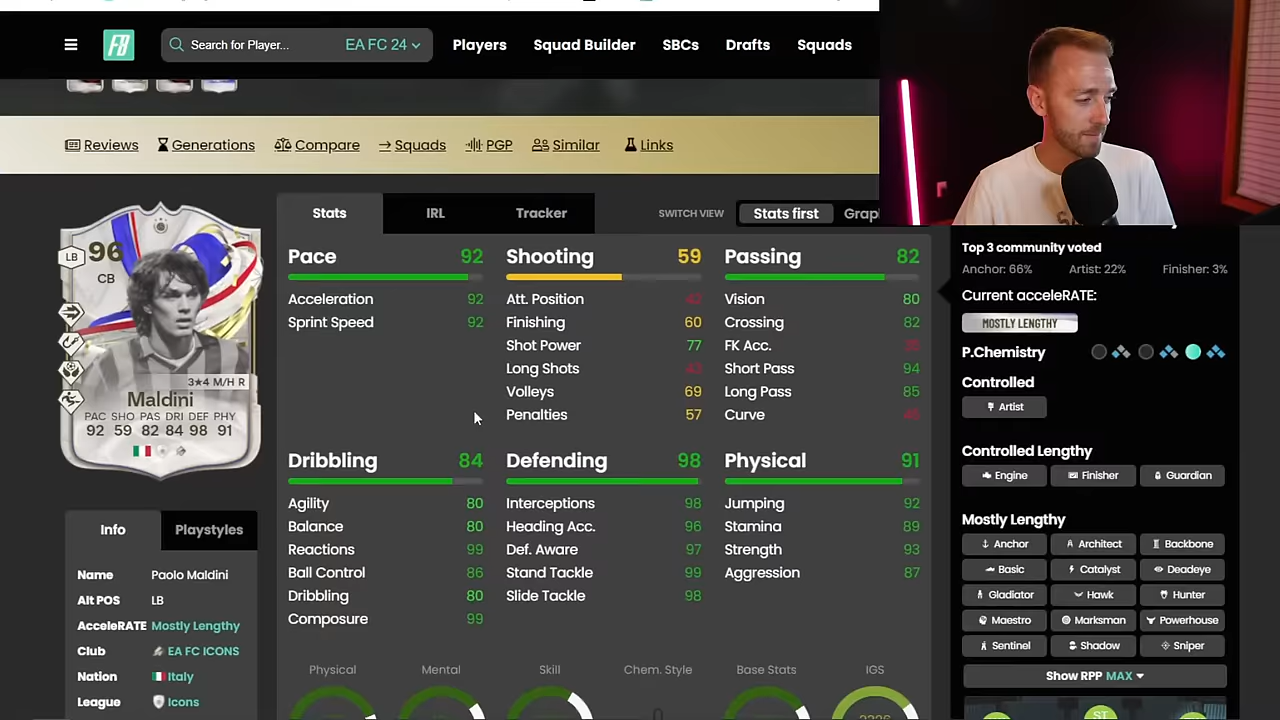 FB
Search for Player...
EA FC 24
Players
Squad Builder
SBCs
Drafts
Squads
Reviews
Generations
Compare
Squads
PGP
Similar
Links
LB
96
CB
3★4 M/H R
Maldini
PAC SHO PAS DRI DEF PHY
92 59 82 84 98 91
Stats
IRL
Tracker
SWITCH VIEW
Stats first
Pace 92
Acceleration 92
Sprint Speed 92
Shooting 59
Att. Position
Finishing 60
Shot Power 77
Long Shots
Volleys 69
Penalties 57
Passing 82
Vision 80
Crossing 82
FK Acc.
Short Pass 94
Long Pass 85
Curve
Dribbling 84
Agility 80
Balance 80
Reactions 99
Ball Control 86
Dribbling 80
Composure 99
Defending 98
Interceptions 98
Heading Acc. 96
Def. Aware 97
Stand Tackle 99
Slide Tackle 98
Physical 91
Jumping 92
Stamina 89
Strength 93
Aggression 87
Physical
Mental
Skill
Chem. Style
Base Stats
IGS
Info
Playstyles
Name Paolo Maldini
Alt POS LB
AcceleRATE Mostly Lengthy
Club EA FC ICONS
Nation Italy
League Icons
Top 3 community voted
Anchor: 66% Artist: 22% Finisher: 3%
Current acceleRATE:
MOSTLY LENGTHY
P.Chemistry
Controlled
Artist
Controlled Lengthy
Engine Finisher Guardian
Mostly Lengthy
Anchor Architect Backbone
Basic Catalyst Deadeye
Gladiator Hawk Hunter
Maestro Marksman Powerhouse
Sentinel Shadow Sniper
Show RPP MAX
ST